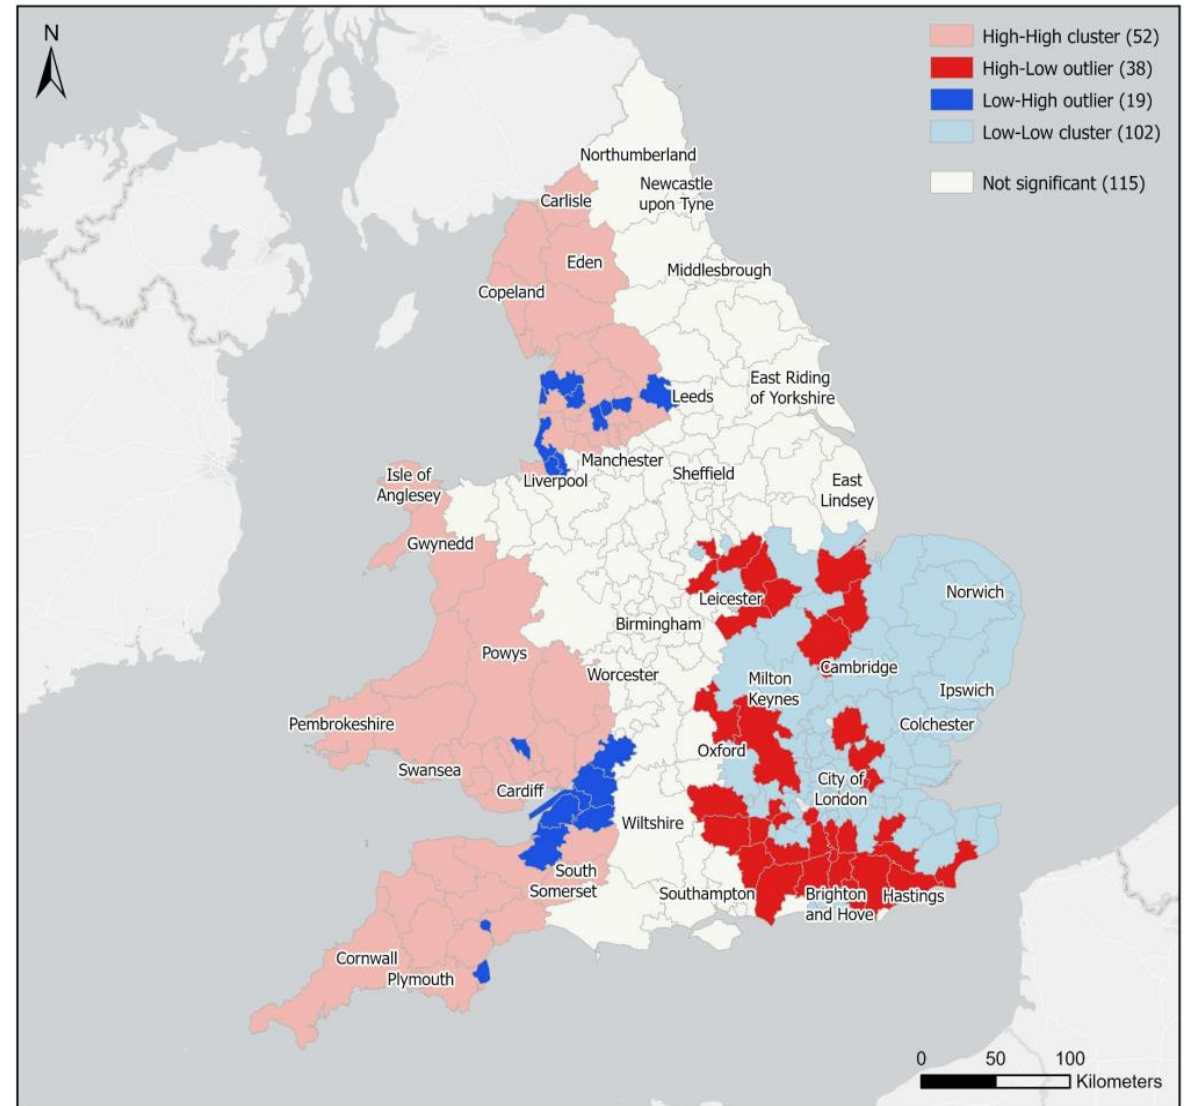 N
High-High cluster (52)
High-Low outlier (38)
Low-High outlier (19)
Low-Low cluster (102)
Not significant (115)
Northumberland
Newcastle
upon Tyne
Carlisle
Eden
Middlesbrough
Copeland
East Riding
of Yorkshire
Leeds
Manchester
Sheffield
Liverpool
Isle of
Anglesey
East
Lindsey
Gwynedd
Norwich
Leicester
Birmingham
Powys
Cambridge
Worcester
Milton
Keynes
Ipswich
Pembrokeshire
Colchester
Oxford
Swansea
City of
London
Cardiff
Wiltshire
South
Somerset
Southampton
Brighton
and Hove
Hastings
Cornwall
Plymouth
0 50 100
Kilometers